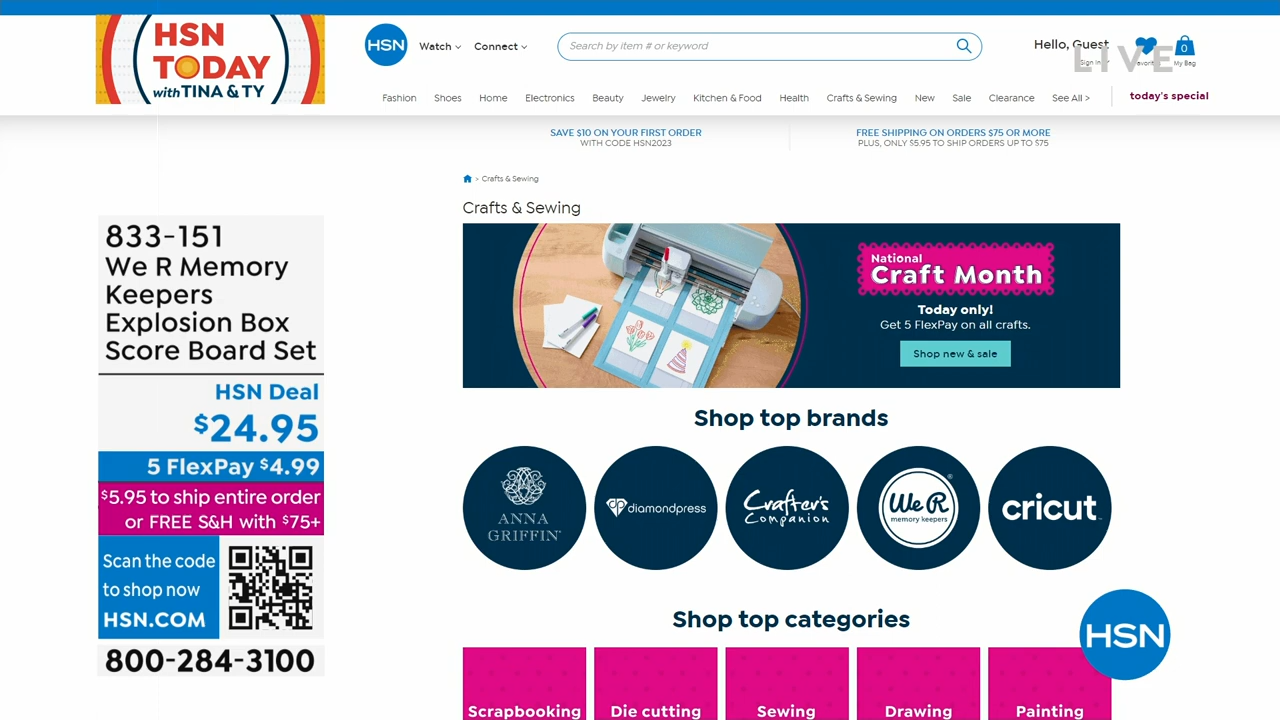 HSN
TODAY
with TINA & TY
HSN
Watch
Connect
Search by item # or keyword
Hello, Guest
Sign In
Favorites
0
My Bag
LIVE
Fashion
Shoes
Home
Electronics
Beauty
Jewelry
Kitchen & Food
Health
Crafts & Sewing
New
Sale
Clearance
See All >
today's special
SAVE $10 ON YOUR FIRST ORDER
WITH CODE HSN2023
FREE SHIPPING ON ORDERS $75 OR MORE
PLUS, ONLY $5.95 TO SHIP ORDERS UP TO $75
> Crafts & Sewing
Crafts & Sewing
National
Craft Month
Today only!
Get 5 FlexPay on all crafts.
Shop new & sale
833-151
We R Memory
Keepers
Explosion Box
Score Board Set
HSN Deal
$24.95
5 FlexPay $4.99
$5.95 to ship entire order
or FREE S&H with $75+
Scan the code
to shop now
HSN.COM
800-284-3100
Shop top brands
ANNA
GRIFFIN®
diamondpress
Crafter's
Companion
We R
memory keepers
®
cricut™
Shop top categories
Scrapbooking
Die cutting
Sewing
Drawing
Painting
HSN